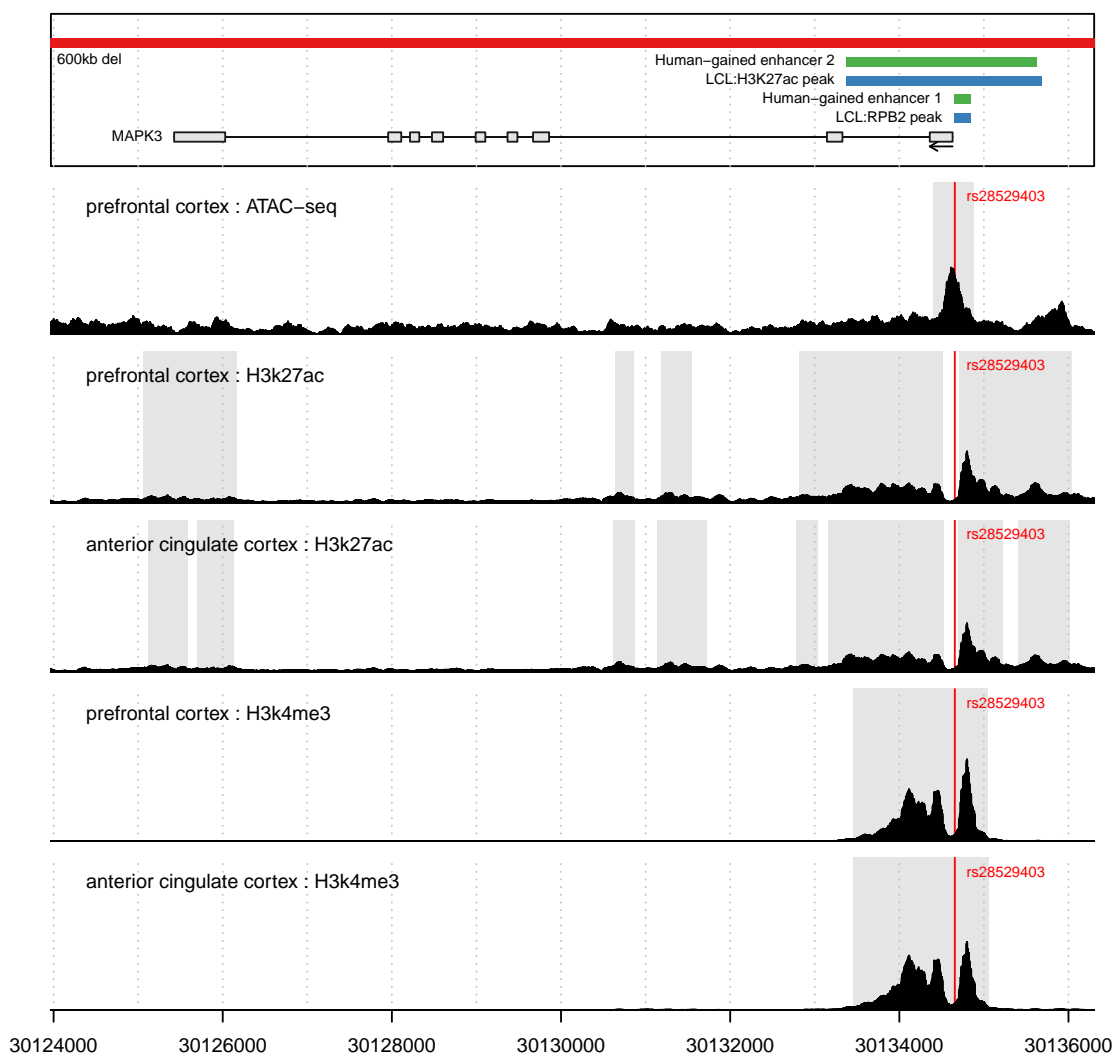 600kb del
Human−gained enhancer 2
LCL:H3K27ac peak
Human−gained enhancer 1
LCL:RPB2 peak
MAPK3
prefrontal cortex : ATAC−seq
rs28529403
prefrontal cortex : H3k27ac
rs28529403
anterior cingulate cortex : H3k27ac
rs28529403
prefrontal cortex : H3k4me3
rs28529403
anterior cingulate cortex : H3k4me3
rs28529403
30124000 30126000 30128000 30130000 30132000 30134000 30136000